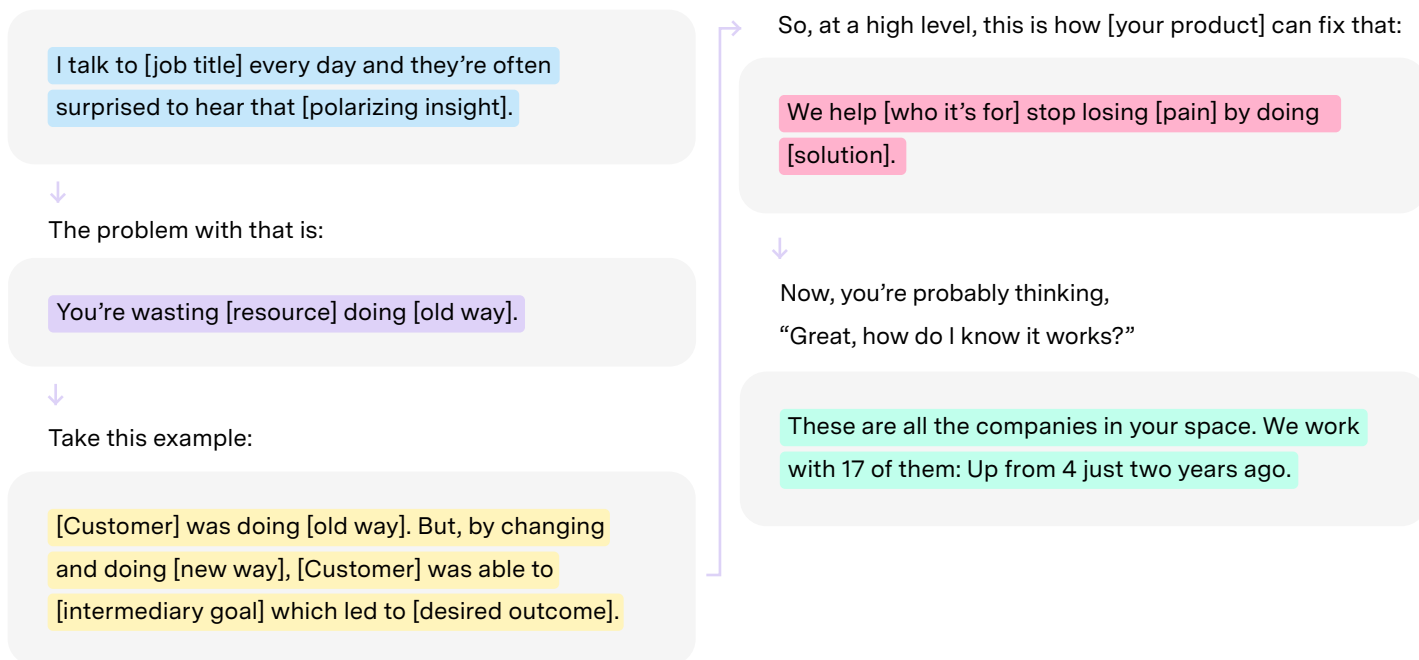 I talk to [job title] every day and they’re often
surprised to hear that [polarizing insight].
The problem with that is:
You’re wasting [resource] doing [old way].
Take this example:
[Customer] was doing [old way]. But, by changing
and doing [new way], [Customer] was able to
[intermediary goal] which led to [desired outcome].
So, at a high level, this is how [your product] can fix that:
We help [who it’s for] stop losing [pain] by doing
[solution].
Now, you’re probably thinking,
“Great, how do I know it works?”
These are all the companies in your space. We work
with 17 of them: Up from 4 just two years ago.